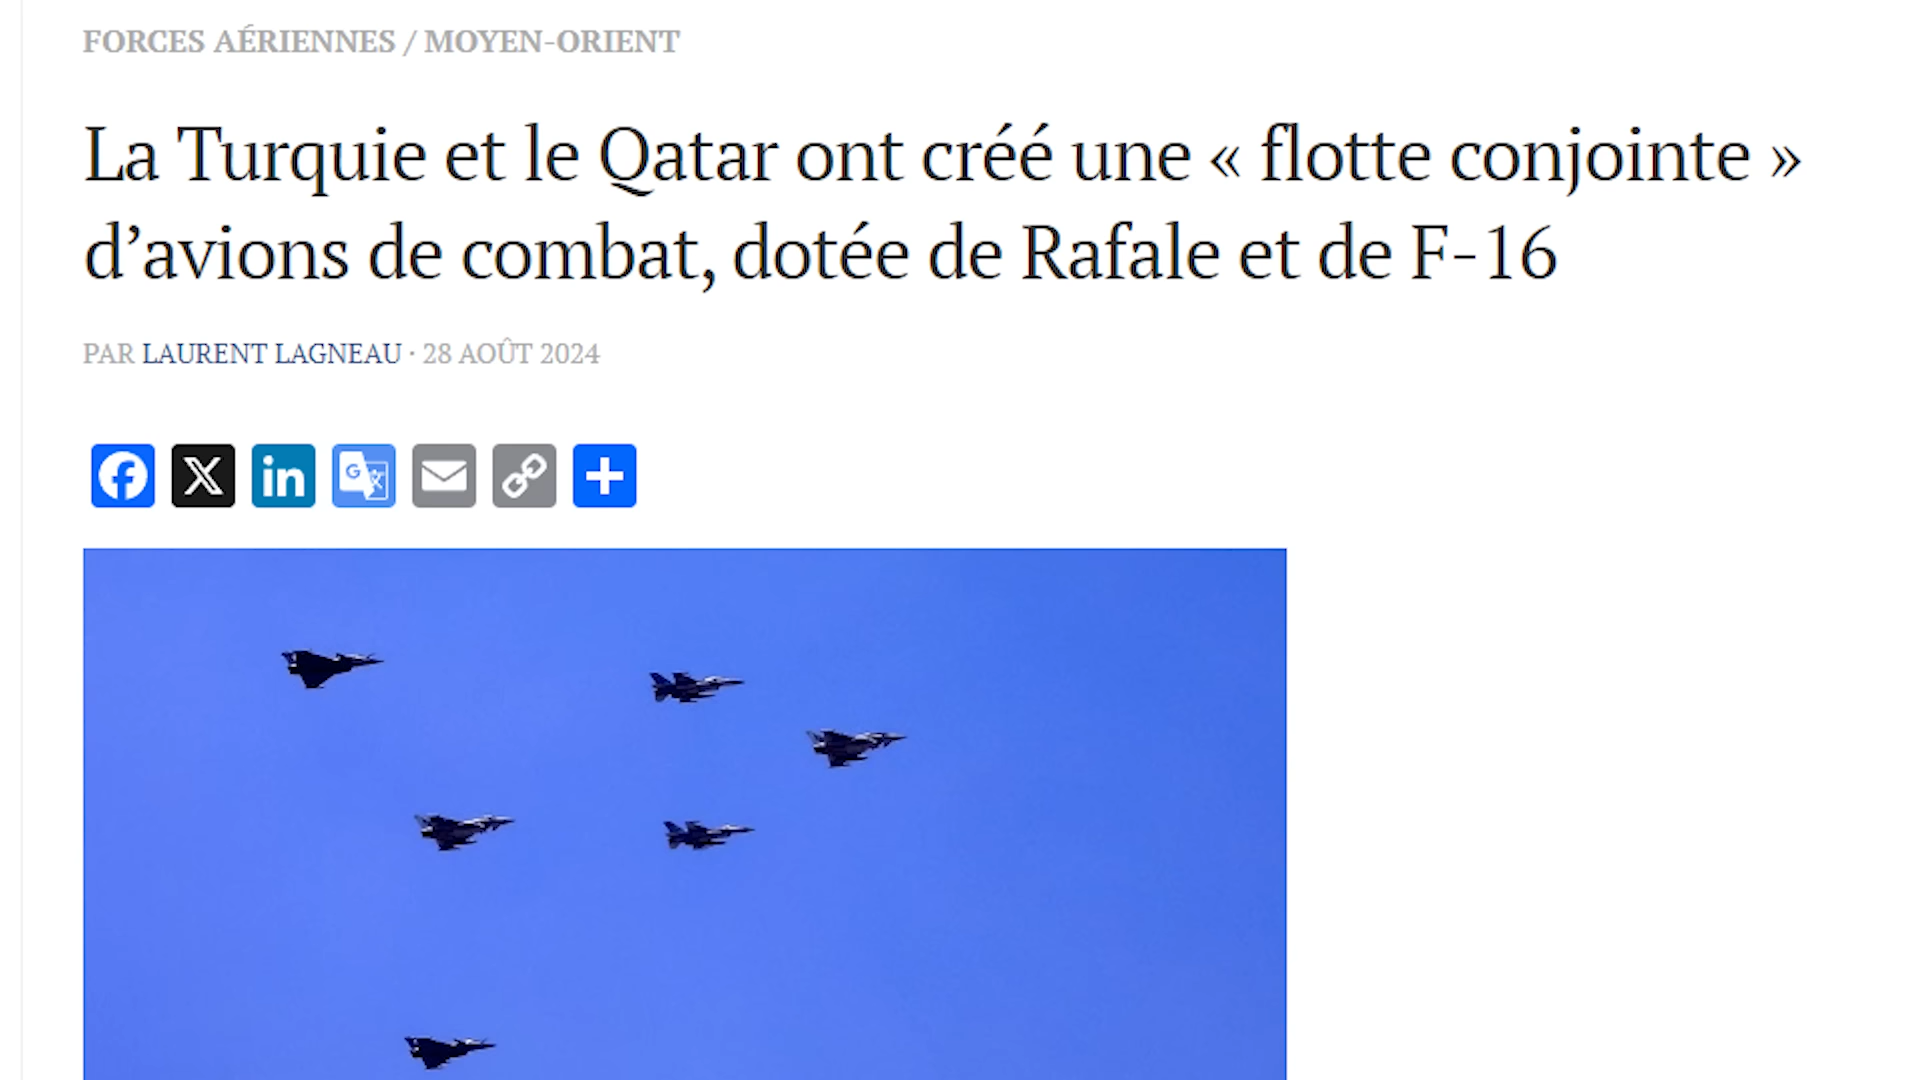 FORCES AÉRIENNES / MOYEN-ORIENT
La Turquie et le Qatar ont créé une « flotte conjointe »
d’avions de combat, dotée de Rafale et de F-16
PAR LAURENT LAGNEAU · 28 AOÛT 2024